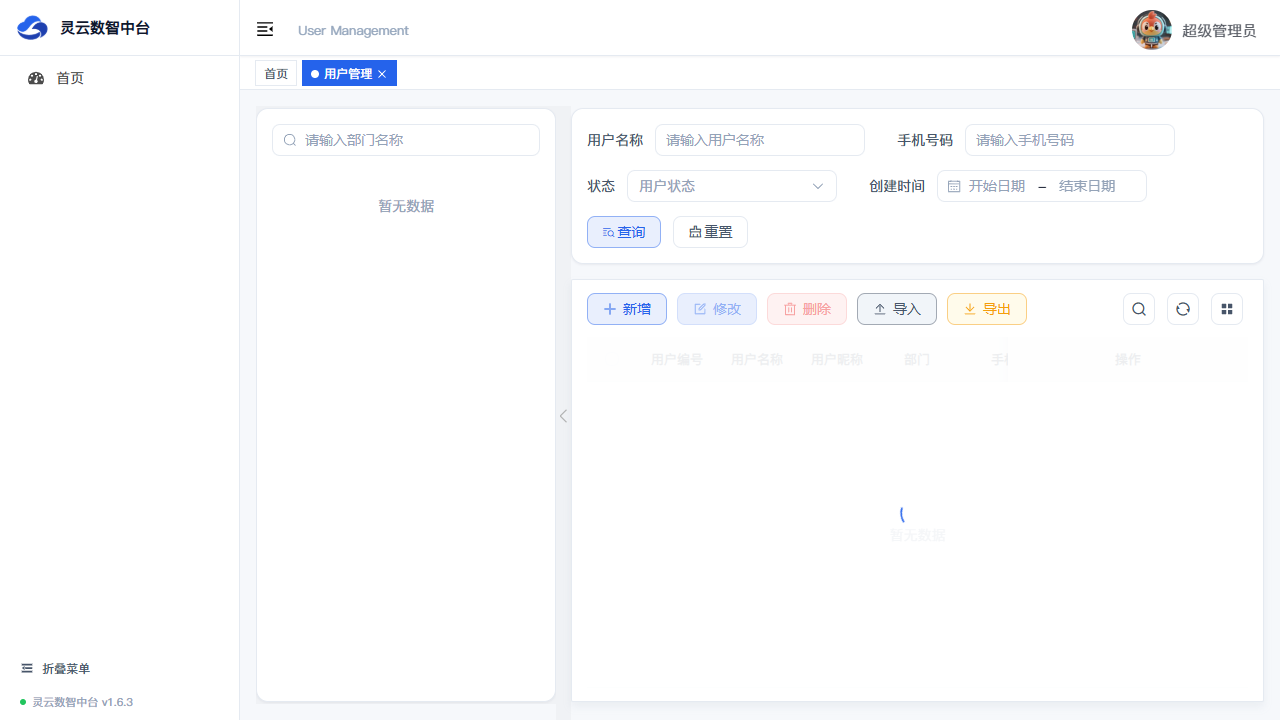 灵云数智中台
User Management
超级管理员
首页
首页
用户管理
请输入部门名称
暂无数据
用户名称
请输入用户名称
手机号码
请输入手机号码
状态
用户状态
创建时间
开始日期 – 结束日期
查询
重置
新增
修改
删除
导入
导出
用户编号
用户名称
用户昵称
部门
手
操作
暂无数据
折叠菜单
灵云数智中台 v1.6.3